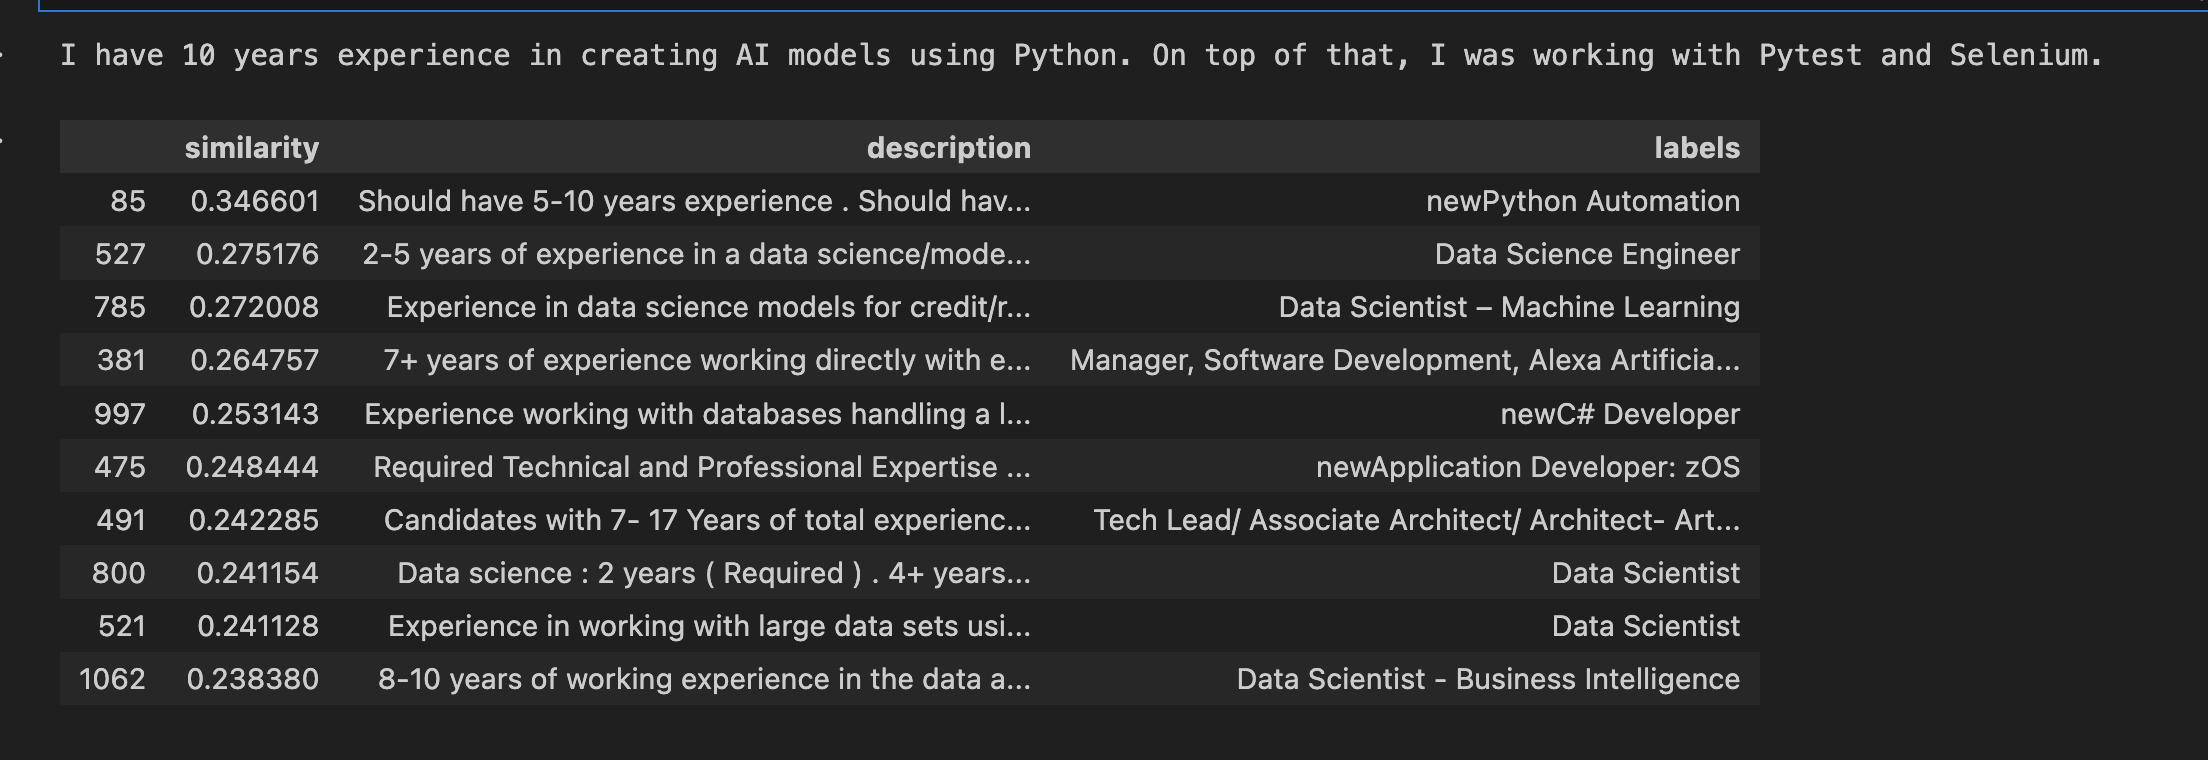 I have 10 years experience in creating AI models using Python. On top of that, I was working with Pytest and Selenium.
similarity description labels
85 0.346601 Should have 5-10 years experience . Should hav... newPython Automation
527 0.275176 2-5 years of experience in a data science/mode... Data Science Engineer
785 0.272008 Experience in data science models for credit/r... Data Scientist – Machine Learning
381 0.264757 7+ years of experience working directly with e... Manager, Software Development, Alexa Artificia...
997 0.253143 Experience working with databases handling a l... newC# Developer
475 0.248444 Required Technical and Professional Expertise ... newApplication Developer: zOS
491 0.242285 Candidates with 7- 17 Years of total experienc... Tech Lead/ Associate Architect/ Architect- Art...
800 0.241154 Data science : 2 years ( Required ) . 4+ years... Data Scientist
521 0.241128 Experience in working with large data sets usi... Data Scientist
1062 0.238380 8-10 years of working experience in the data a... Data Scientist - Business Intelligence